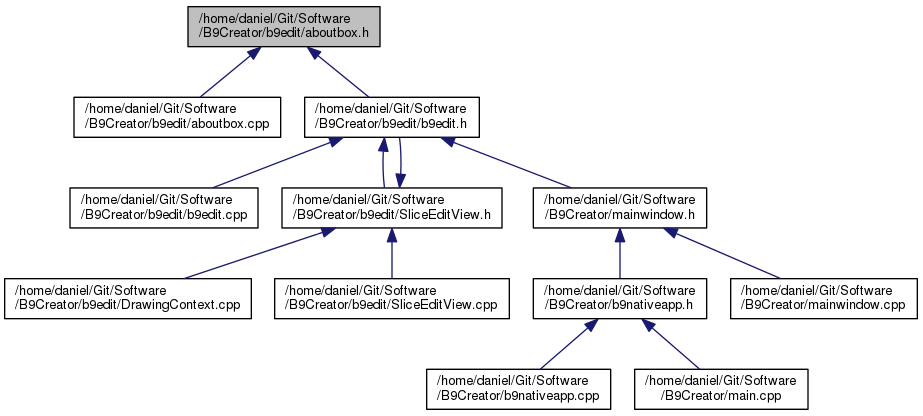 /home/daniel/Git/Software
/B9Creator/b9edit/aboutbox.h
/home/daniel/Git/Software
/B9Creator/b9edit/aboutbox.cpp
/home/daniel/Git/Software
/B9Creator/b9edit/b9edit.h
/home/daniel/Git/Software
/B9Creator/b9edit/b9edit.cpp
/home/daniel/Git/Software
/B9Creator/b9edit/SliceEditView.h
/home/daniel/Git/Software
/B9Creator/mainwindow.h
/home/daniel/Git/Software
/B9Creator/b9edit/DrawingContext.cpp
/home/daniel/Git/Software
/B9Creator/b9edit/SliceEditView.cpp
/home/daniel/Git/Software
/B9Creator/b9nativeapp.h
/home/daniel/Git/Software
/B9Creator/mainwindow.cpp
/home/daniel/Git/Software
/B9Creator/b9nativeapp.cpp
/home/daniel/Git/Software
/B9Creator/main.cpp